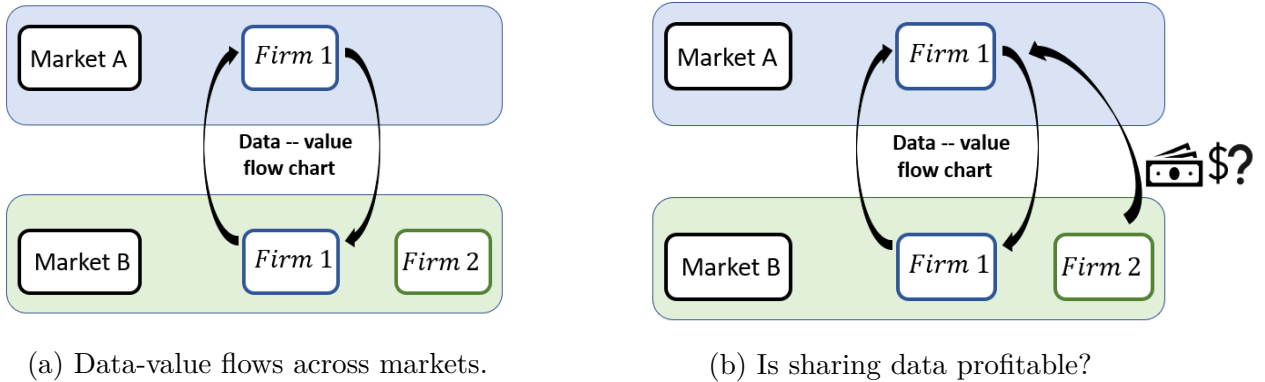 Market A
Firm 1
Data -- value
flow chart
Market B
Firm 1
Firm 2
(a) Data-value flows across markets.
Market A
Firm 1
Data -- value
flow chart
$?
Market B
Firm 1
Firm 2
(b) Is sharing data profitable?